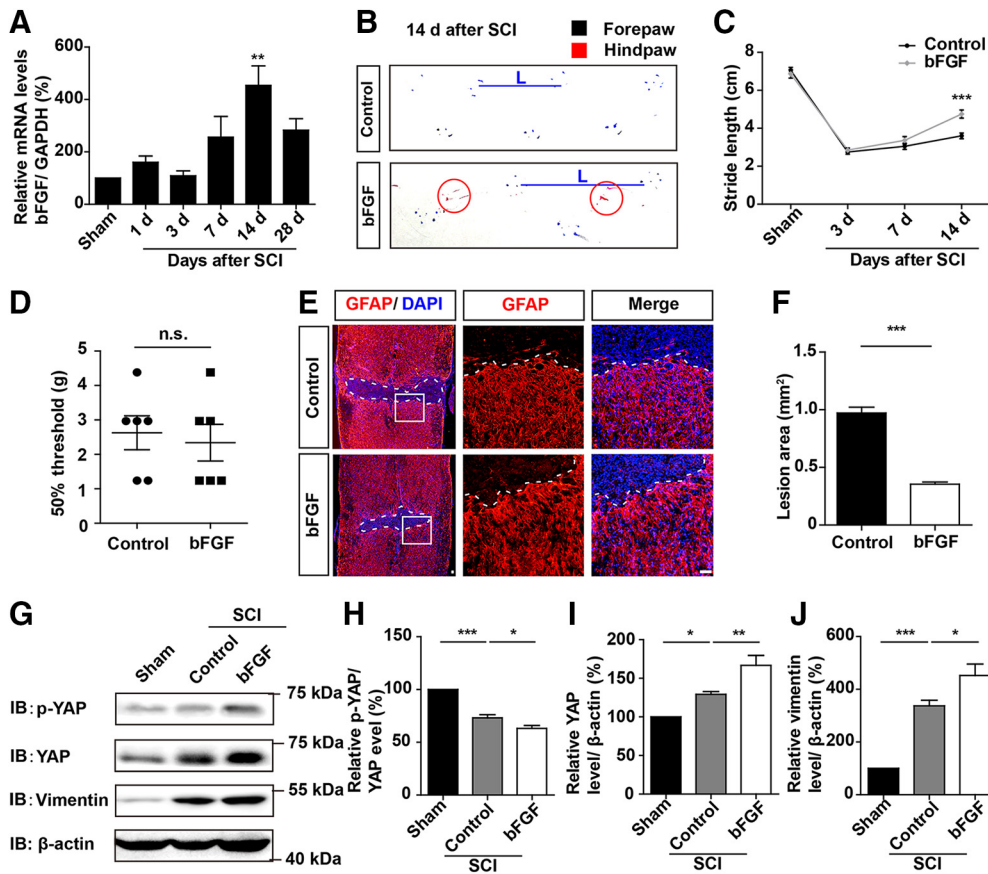 A
Relative mRNA levels
bFGF/ GAPDH (%)
600
400
200
100
0
**
Sham
1 d
3 d
7 d
14 d
28 d
Days after SCI
B
14 d after SCI
Forepaw
Hindpaw
Control
L
bFGF
L
C
Control
bFGF
Stride length (cm)
8
6
4
2
0
***
Sham
3 d
7 d
14 d
Days after SCI
D
n.s.
50% threshold (g)
5
4
3
2
1
0
Control
bFGF
E
GFAP/ DAPI
GFAP
Merge
Control
bFGF
F
***
Lesion area (mm²)
1.5
1.0
0.5
0
Control
bFGF
G
SCI
Sham
Control
bFGF
IB: p-YAP
75 kDa
IB: YAP
75 kDa
IB: Vimentin
55 kDa
IB: β-actin
40 kDa
H
Relative p-YAP/
YAP level (%)
150
100
50
0
***
*
Sham
Control
bFGF
SCI
I
Relative YAP
level/ β-actin (%)
200
150
100
50
0
*
**
Sham
Control
bFGF
SCI
J
Relative vimentin
level/ β-actin (%)
600
400
200
100
0
***
*
Sham
Control
bFGF
SCI